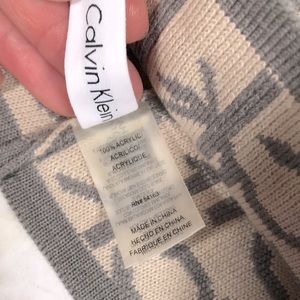 Calvin Klein
100% ACRYLIC
ACRILICO
ACRYLIQUE
MADE IN CHINA
HECHO EN CHINA
FABRIQUE EN CHINE